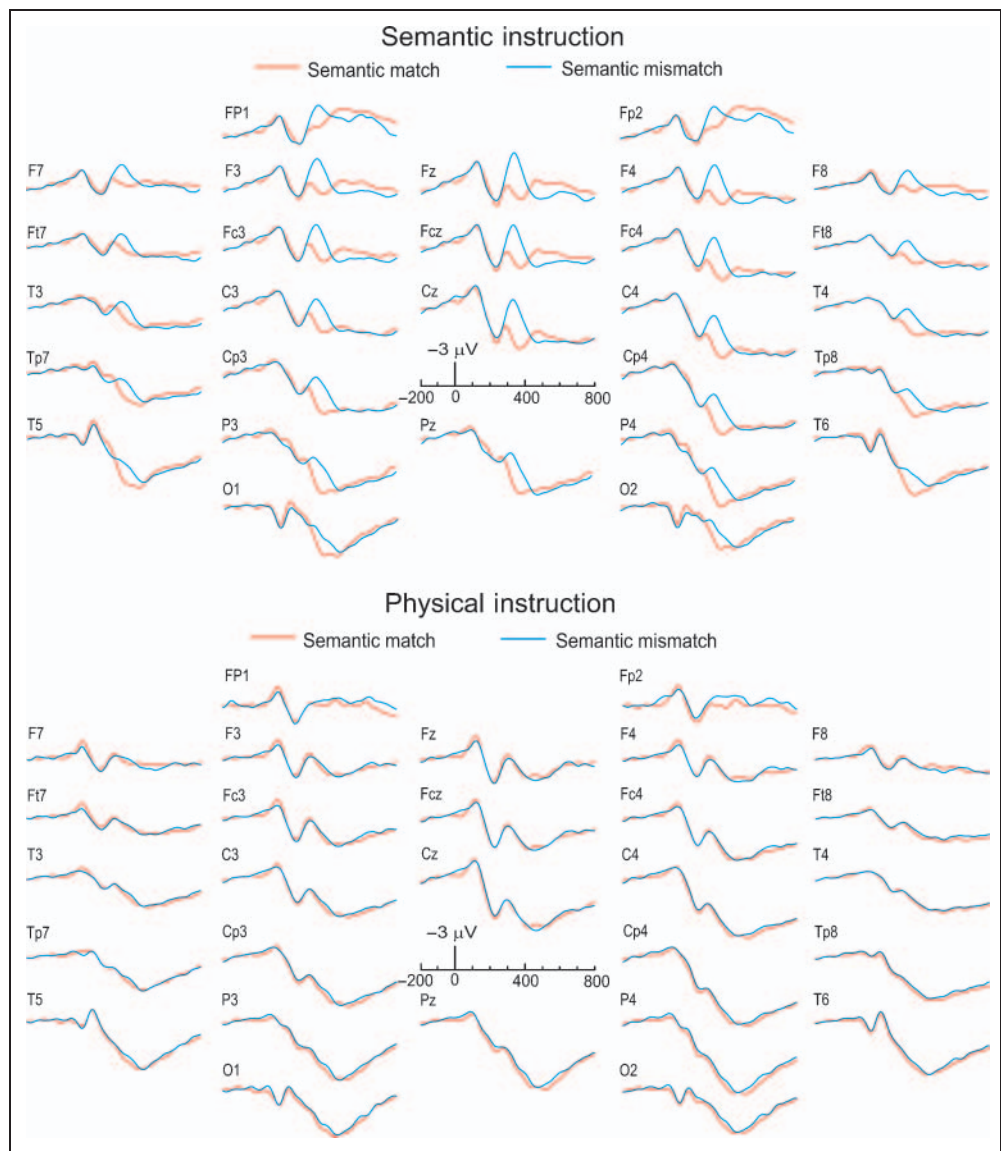 Semantic instruction
Semantic match Semantic mismatch
FP1 Fp2
F7 F3 Fz F4 F8
Ft7 Fc3 Fcz Fc4 Ft8
T3 C3 Cz C4 T4
Tp7 Cp3 −3 μV Cp4 Tp8
−200 0 400 800
T5 P3 Pz P4 T6
O1 O2
Physical instruction
Semantic match Semantic mismatch
FP1 Fp2
F7 F3 Fz F4 F8
Ft7 Fc3 Fcz Fc4 Ft8
T3 C3 Cz C4 T4
Tp7 Cp3 −3 μV Cp4 Tp8
−200 0 400 800
T5 P3 Pz P4 T6
O1 O2